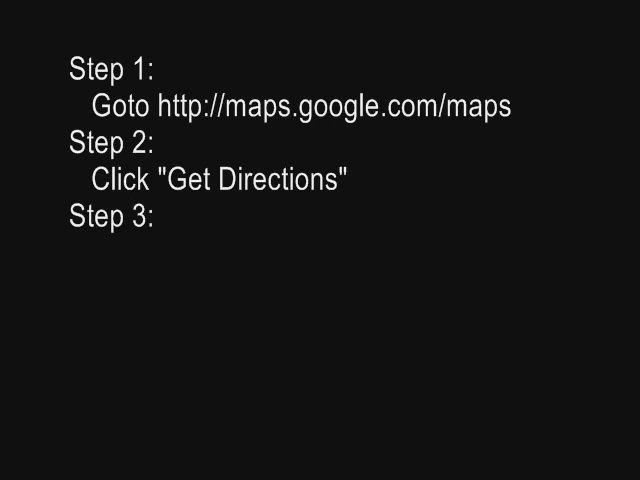 Step 1:
Goto http://maps.google.com/maps
Step 2:
Click "Get Directions"
Step 3: